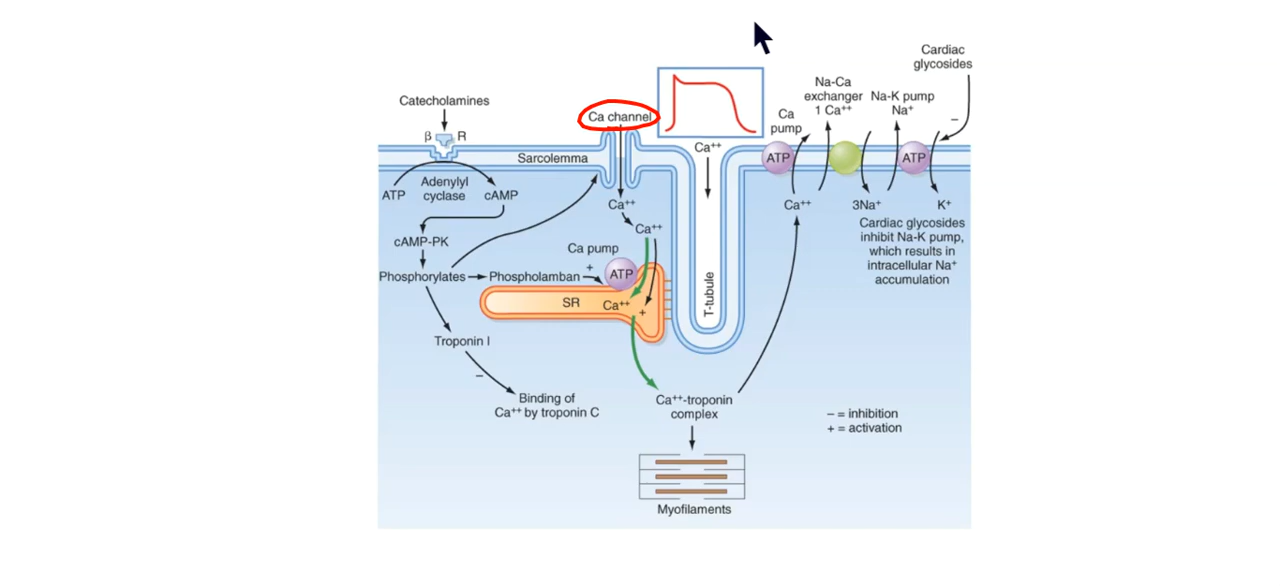 Cardiac
glycosides
Catecholamines
β R
Ca channel
Na-Ca
exchanger
1 Ca⁺⁺
Na-K pump
Na⁺
–
Ca
pump
Sarcolemma
Ca⁺⁺
ATP
ATP
ATP
Adenylyl
cyclase
cAMP
Ca⁺⁺
Ca⁺⁺
3Na⁺
K⁺
Ca⁺⁺
cAMP-PK
Ca pump
Cardiac glycosides
inhibit Na-K pump,
which results in
intracellular Na⁺
accumulation
Phosphorylates
Phospholamban
+
ATP
T-tubule
SR
Ca⁺⁺
+
Troponin I
–
Binding of
Ca⁺⁺ by troponin C
Ca⁺⁺-troponin
complex
– = inhibition
+ = activation
Myofilaments